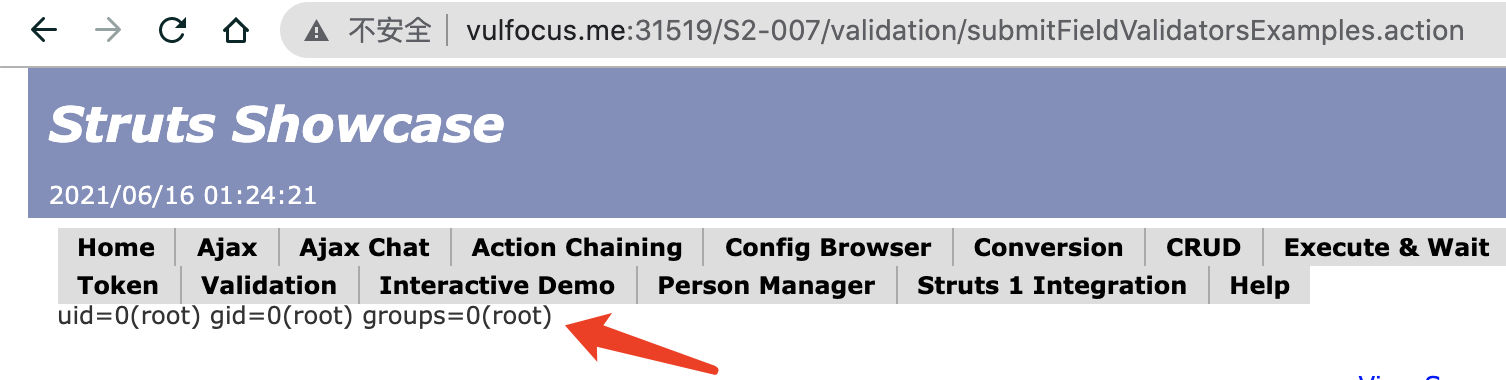 不安全 vulfocus.me:31519/S2-007/validation/submitFieldValidatorsExamples.action
Struts Showcase
2021/06/16 01:24:21
Home Ajax Ajax Chat Action Chaining Config Browser Conversion CRUD Execute & Wait
Token Validation Interactive Demo Person Manager Struts 1 Integration Help
uid=0(root) gid=0(root) groups=0(root)